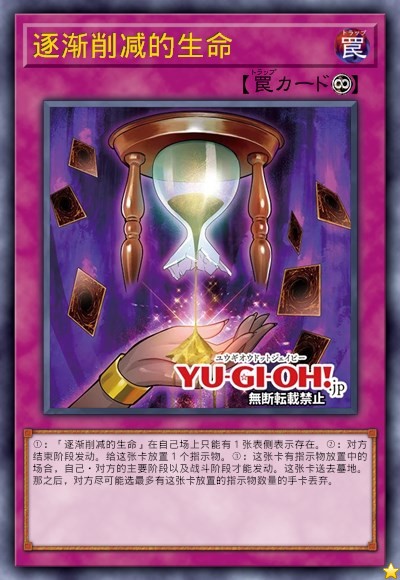 逐渐削减的生命
トラップ
罠
トラップ
【罠カード】
ユウギオウドットジェイピー
YU-GI-OH!.jp
無断転載禁止
①：「逐渐削减的生命」在自己场上只能有１张表侧表示存在。②：对方
结束阶段发动。给这张卡放置１个指示物。③：这张卡有指示物放置中的
场合，自己・对方的主要阶段以及战斗阶段才能发动。这张卡送去墓地。
那之后，对方尽可能选最多有这张卡放置的指示物数量的手卡丢弃。